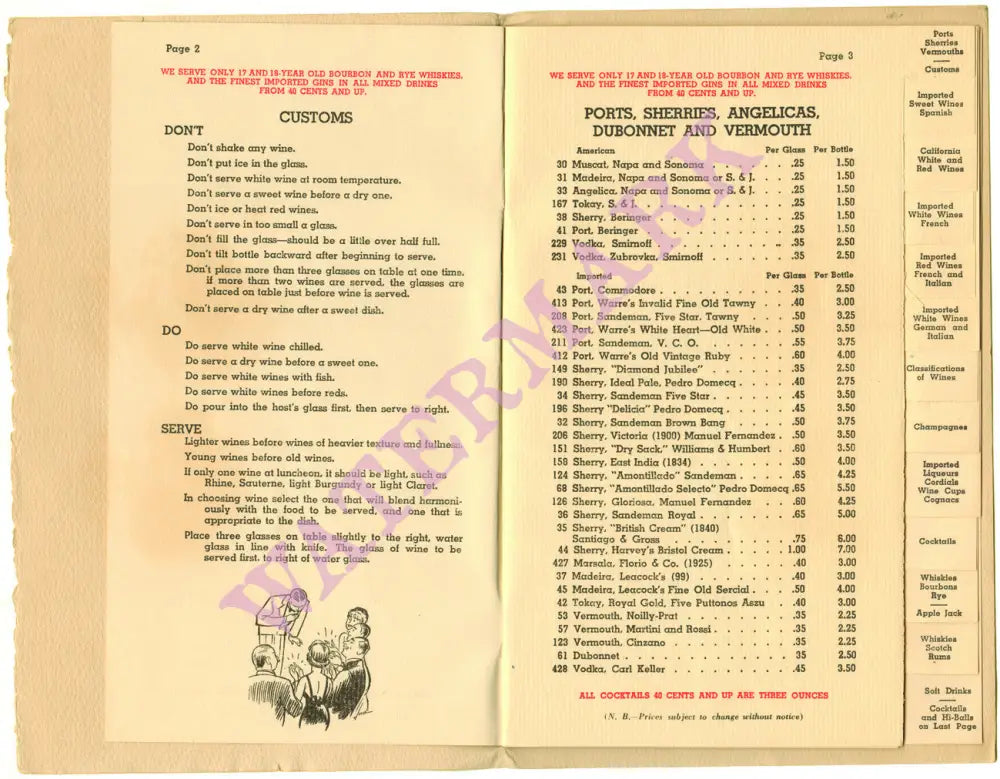 Page 2
WE SERVE ONLY 17 AND 18-YEAR OLD BOURBON AND RYE WHISKIES,
AND THE FINEST IMPORTED GINS IN ALL MIXED DRINKS
FROM 40 CENTS AND UP.
CUSTOMS
DON'T
Don't shake any wine.
Don't put ice in the glass.
Don't serve white wine at room temperature.
Don't serve a sweet wine before a dry one.
Don't ice or heat red wines.
Don't serve in too small a glass.
Don't fill the glass—should be a little over half full.
Don't tilt bottle backward after beginning to serve.
Don't place more than three glasses on table at one time,
if more than two wines are served, the glasses are
placed on table just before wine is served.
Don't serve a dry wine after a sweet dish.
DO
Do serve white wine chilled.
Do serve a dry wine before a sweet one.
Do serve white wines with fish.
Do serve white wines before reds.
Do pour into the host's glass first, then serve to right.
SERVE
Lighter wines before wines of heavier texture and fullness.
Young wines before old wines.
If only one wine at luncheon, it should be light, such as
Rhine, Sauterne, light Burgundy or light Claret.
In choosing wine select the one that will blend harmoni-
ously with the food to be served, and one that is
appropriate to the dish.
Place three glasses on table slightly to the right, water
glass in line with knife. The glass of wine to be
served first, to right of water glass.
Page 3
WE SERVE ONLY 17 AND 18-YEAR OLD BOURBON AND RYE WHISKIES,
AND THE FINEST IMPORTED GINS IN ALL MIXED DRINKS
FROM 40 CENTS AND UP.
PORTS, SHERRIES, ANGELICAS,
DUBONNET AND VERMOUTH
American Per Glass Per Bottle
30 Muscat, Napa and Sonoma . . . . . . .25 1.50
31 Madeira, Napa and Sonoma or S. & J. . . . .25 1.50
33 Angelica, Napa and Sonoma or S. & J. . . . .25 1.50
167 Tokay, S. & J. . . . . . . . . . . .25 1.50
38 Sherry, Beringer . . . . . . . . . . .25 1.50
41 Port, Beringer . . . . . . . . . . .25 1.50
229 Vodka, Smirnoff . . . . . . . . . . .35 2.50
231 Vodka, Zubrovka, Smirnoff . . . . . . .35 2.50
Imported Per Glass Per Bottle
43 Port, Commodore . . . . . . . . . .35 2.50
413 Port, Warre's Invalid Fine Old Tawny . . .40 3.00
208 Port, Sandeman, Five Star, Tawny . . . .50 3.25
423 Port, Warre's White Heart—Old White . . .50 3.50
211 Port, Sandeman, V. C. O. . . . . . . .55 3.75
412 Port, Warre's Old Vintage Ruby . . . . .60 4.00
149 Sherry, "Diamond Jubilee" . . . . . . .35 2.50
190 Sherry, Ideal Pale, Pedro Domecq . . . . .40 2.75
34 Sherry, Sandeman Five Star . . . . . . .45 3.50
196 Sherry "Delicia" Pedro Domecq . . . . . .45 3.50
32 Sherry, Sandeman Brown Bang . . . . . .50 3.75
206 Sherry, Victoria (1900) Manuel Fernandez . .50 3.50
151 Sherry, "Dry Sack," Williams & Humbert . .60 3.50
158 Sherry, East India (1834) . . . . . . .50 4.00
124 Sherry, "Amontillado" Sandeman . . . . .65 4.25
68 Sherry, "Amontillado Selecto" Pedro Domecq .65 5.50
126 Sherry, Gloriosa, Manuel Fernandez . . .60 4.25
36 Sherry, Sandeman Royal . . . . . . . .65 5.00
35 Sherry, "British Cream" (1840)
Santiago & Gross . . . . . . . . .75 6.00
44 Sherry, Harvey's Bristol Cream . . . . . 1.00 7.00
427 Marsala, Florio & Co. (1925) . . . . . .40 3.00
37 Madeira, Leacock's (99) . . . . . . . .40 3.00
45 Madeira, Leacock's Fine Old Sercial . . . .50 4.00
42 Tokay, Royal Gold, Five Puttonos Aszu . .40 3.00
53 Vermouth, Noilly-Prat . . . . . . . .35 2.25
57 Vermouth, Martini and Rossi . . . . . . .35 2.25
123 Vermouth, Cinzano . . . . . . . . .35 2.25
61 Dubonnet . . . . . . . . . . . . 35 2.50
428 Vodka, Carl Keller . . . . . . . . . .45 3.50
ALL COCKTAILS 40 CENTS AND UP ARE THREE OUNCES
(N. B.—Prices subject to change without notice)
Ports
Sherries
Vermouths
Customs
Imported
Sweet Wines
Spanish
California
White and
Red Wines
Imported
White Wines
French
Imported
Red Wines
French and
Italian
Imported
White Wines
German and
Italian
Classifications
of Wines
Champagnes
Imported
Liqueurs
Cordials
Wine Cups
Cognacs
Cocktails
Whiskies
Bourbons
Rye
Apple Jack
Whiskies
Scotch
Rums
Soft Drinks
Cocktails
and Hi-Balls
on Last Page
WATERMARK